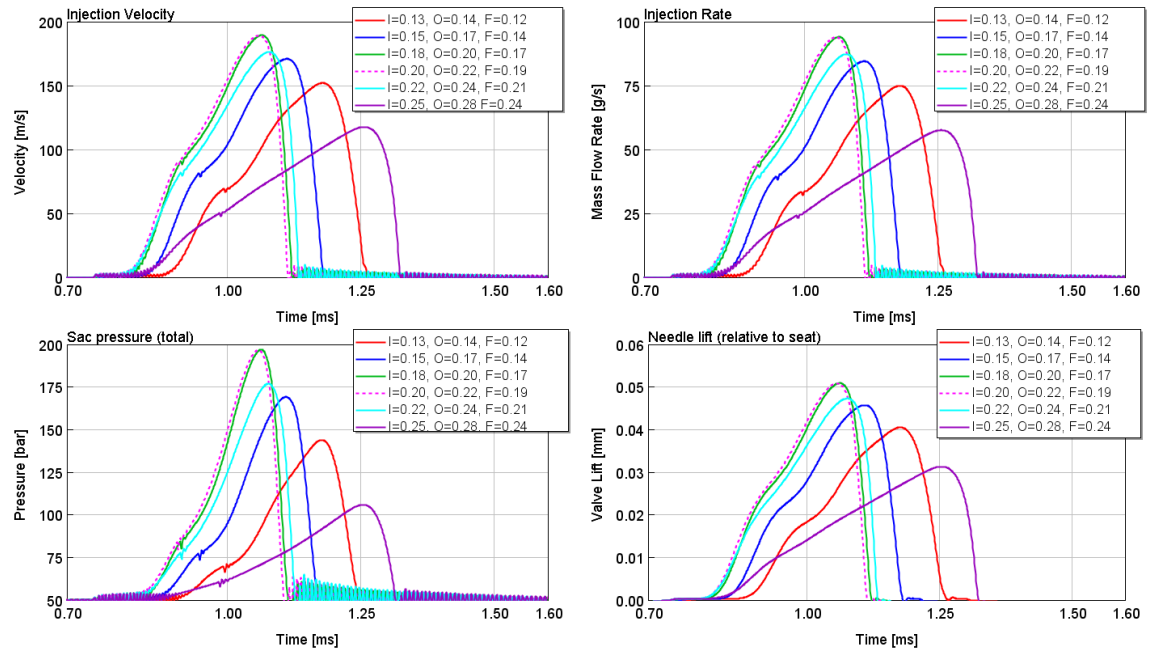 Injection Velocity
200
150
100
50
0
0.70
1.00
1.25
1.50
1.60
Velocity [m/s]
Time [ms]
I=0.13, O=0.14, F=0.12
I=0.15, O=0.17, F=0.14
I=0.18, O=0.20, F=0.17
I=0.20, O=0.22, F=0.19
I=0.22, O=0.24, F=0.21
I=0.25, O=0.28 F=0.24
Injection Rate
100
75
50
25
0
0.70
1.00
1.25
1.50
1.60
Mass Flow Rate [g/s]
Time [ms]
I=0.13, O=0.14, F=0.12
I=0.15, O=0.17, F=0.14
I=0.18, O=0.20, F=0.17
I=0.20, O=0.22, F=0.19
I=0.22, O=0.24, F=0.21
I=0.25, O=0.28, F=0.24
Sac pressure (total)
200
175
150
125
100
75
50
0.70
1.00
1.25
1.50
1.60
Pressure [bar]
Time [ms]
I=0.13, O=0.14, F=0.12
I=0.15, O=0.17, F=0.14
I=0.18, O=0.20, F=0.17
I=0.20, O=0.22, F=0.19
I=0.22, O=0.24, F=0.21
I=0.25, O=0.28, F=0.24
Needle lift (relative to seat)
0.06
0.05
0.04
0.03
0.02
0.01
0.00
0.70
1.00
1.25
1.50
1.60
Valve Lift [mm]
Time [ms]
I=0.13, O=0.14, F=0.12
I=0.15, O=0.17, F=0.14
I=0.18, O=0.20, F=0.17
I=0.20, O=0.22, F=0.19
I=0.22, O=0.24, F=0.21
I=0.25, O=0.28, F=0.24